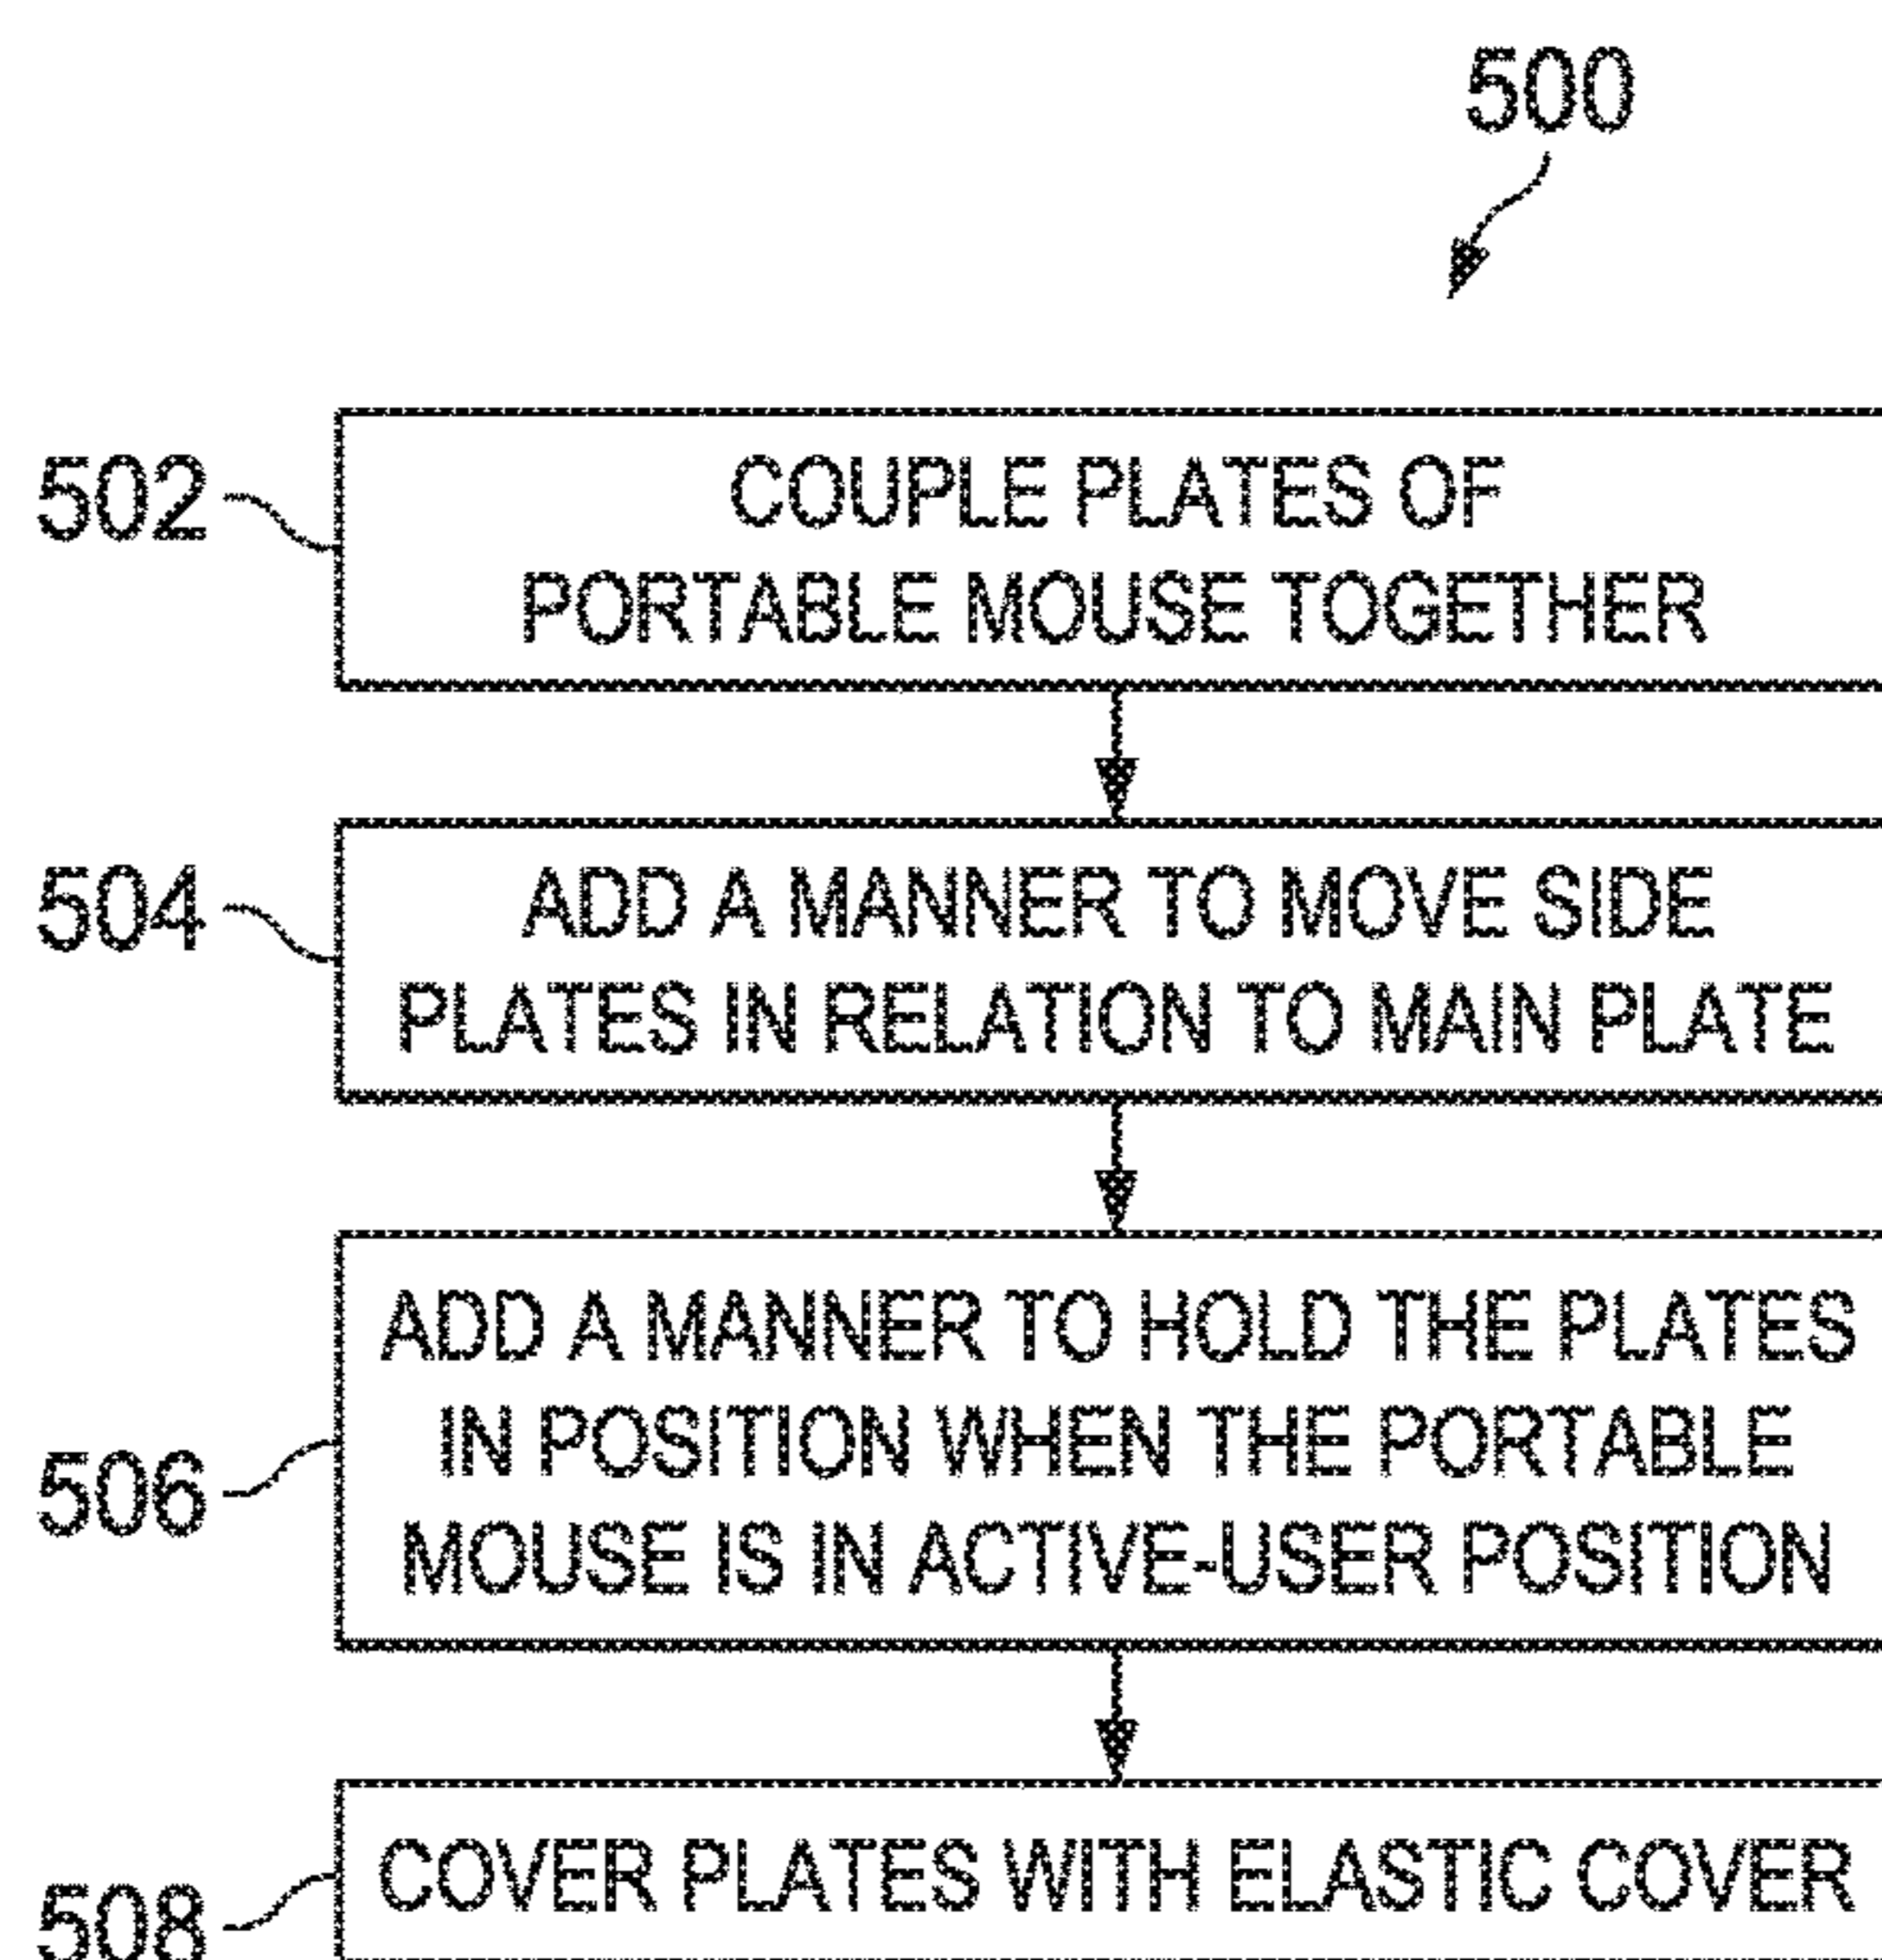 500
502
COUPLE PLATES OF
PORTABLE MOUSE TOGETHER
504
ADD A MANNER TO MOVE SIDE
PLATES IN RELATION TO MAIN PLATE
506
ADD A MANNER TO HOLD THE PLATES
IN POSITION WHEN THE PORTABLE
MOUSE IS IN ACTIVE-USER POSITION
508
COVER PLATES WITH ELASTIC COVER